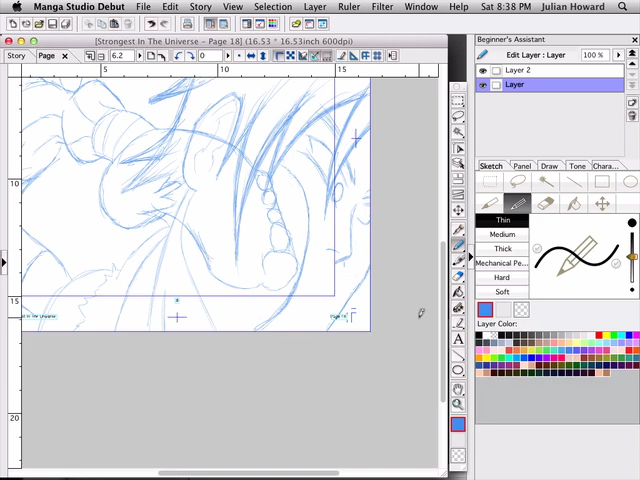 Manga Studio Debut File Edit Story View Selection Layer Ruler Filter Window Sat 8:38 PM Julian Howard
[Strongest In The Universe - Page 18] (16.53 * 16.53inch 600dpi)
Beginner's Assistant
Story Page 6.2 0
Edit Layer : Layer 100 %
5 10 15
Layer 2
Layer
Sketch Panel Draw Tone Chara...
10
Thin
Medium
Thick
Mechanical Pe...
Hard
Soft
15
Layer Color:
20